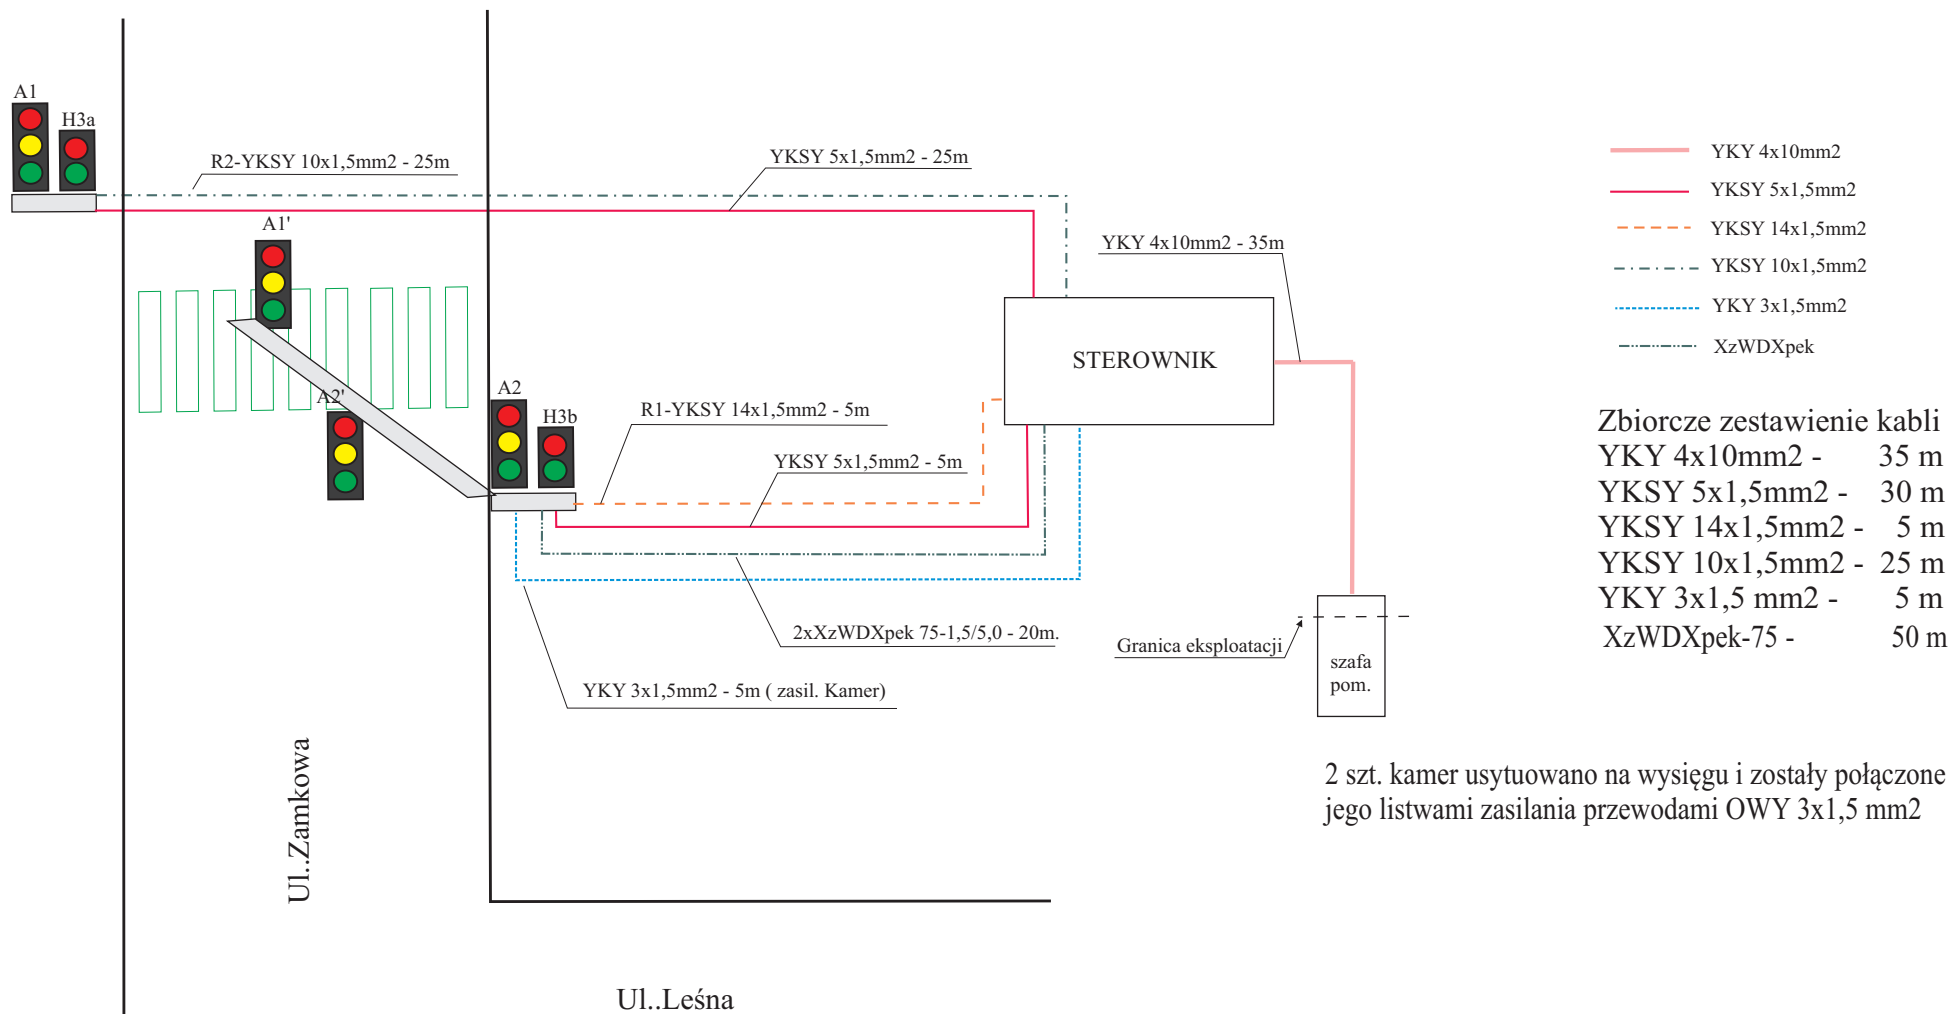 A1
H3a
R2-YKSY 10x1,5mm2 - 25m
YKSY 5x1,5mm2 - 25m
A1'
YKY 4x10mm2 - 35m
STEROWNIK
A2'
A2
H3b
R1-YKSY 14x1,5mm2 - 5m
YKSY 5x1,5mm2 - 5m
2xXzWDXpek 75-1,5/5,0 - 20m.
YKY 3x1,5mm2 - 5m ( zasil. Kamer)
Granica eksploatacji
szafa
pom.
YKY 4x10mm2
YKSY 5x1,5mm2
YKSY 14x1,5mm2
YKSY 10x1,5mm2
YKY 3x1,5mm2
XzWDXpek
Zbiorcze zestawienie kabli
YKY 4x10mm2 - 35 m
YKSY 5x1,5mm2 - 30 m
YKSY 14x1,5mm2 - 5 m
YKSY 10x1,5mm2 - 25 m
YKY 3x1,5 mm2 - 5 m
XzWDXpek-75 - 50 m
2 szt. kamer usytuowano na wysięgu i zostały połączone
jego listwami zasilania przewodami OWY 3x1,5 mm2
Ul..Zamkowa
Ul..Leśna